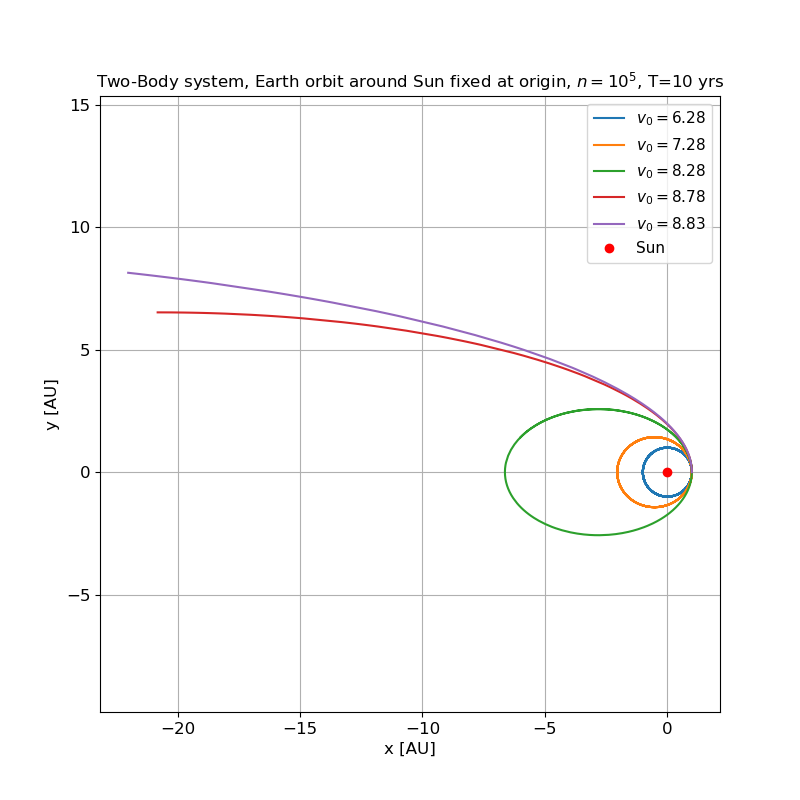 Two-Body system, Earth orbit around Sun fixed at origin, $n = 10^5$, T=10 yrs
v₀ = 6.28
v₀ = 7.28
v₀ = 8.28
v₀ = 8.78
v₀ = 8.83
Sun
15
10
5
0
−5
y [AU]
−20 −15 −10 −5 0
x [AU]